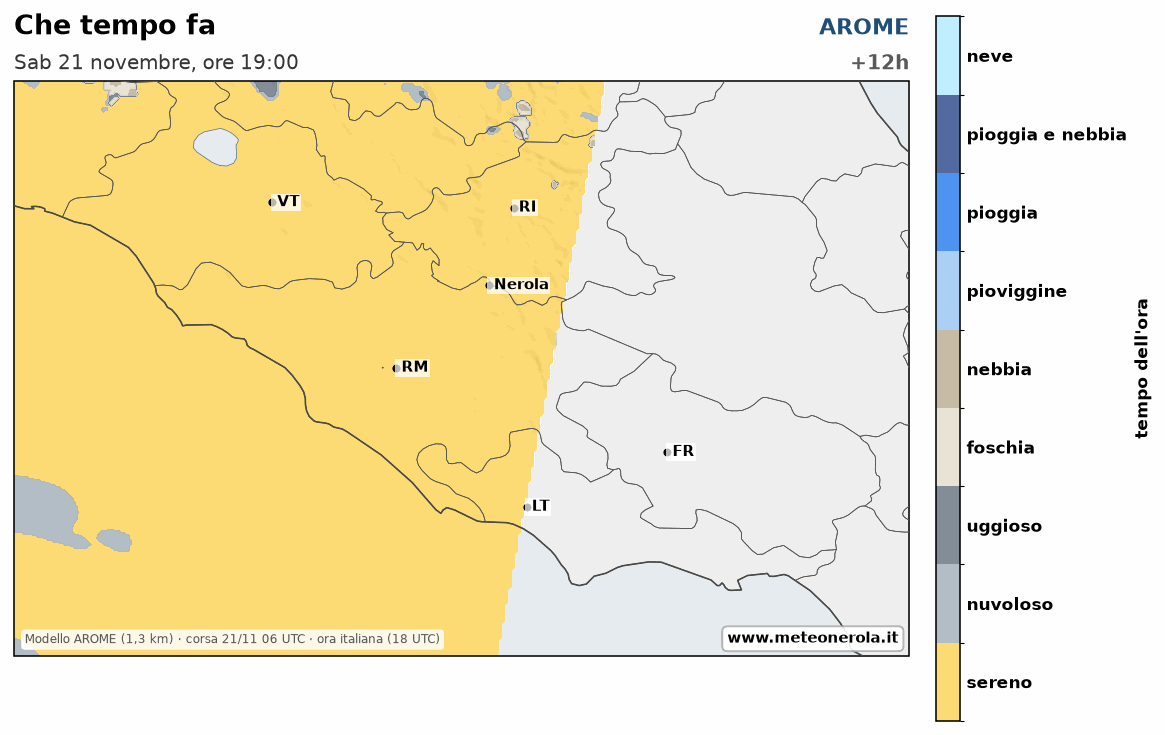 Che tempo fa
AROME
Sab 21 novembre, ore 19:00
+12h
VT
RI
Nerola
RM
FR
LT
Modello AROME (1,3 km) · corsa 21/11 06 UTC · ora italiana (18 UTC)
www.meteonerola.it
neve
pioggia e nebbia
pioggia
pioviggine
nebbia
foschia
uggioso
nuvoloso
sereno
tempo dell'ora